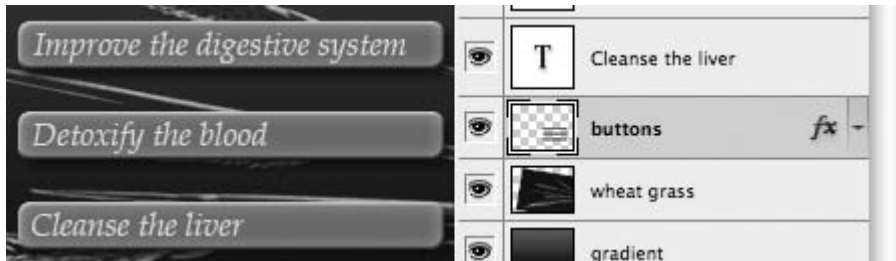 Improve the digestive system
Detoxify the blood
Cleanse the liver
T Cleanse the liver
buttons fx
wheat grass
gradient